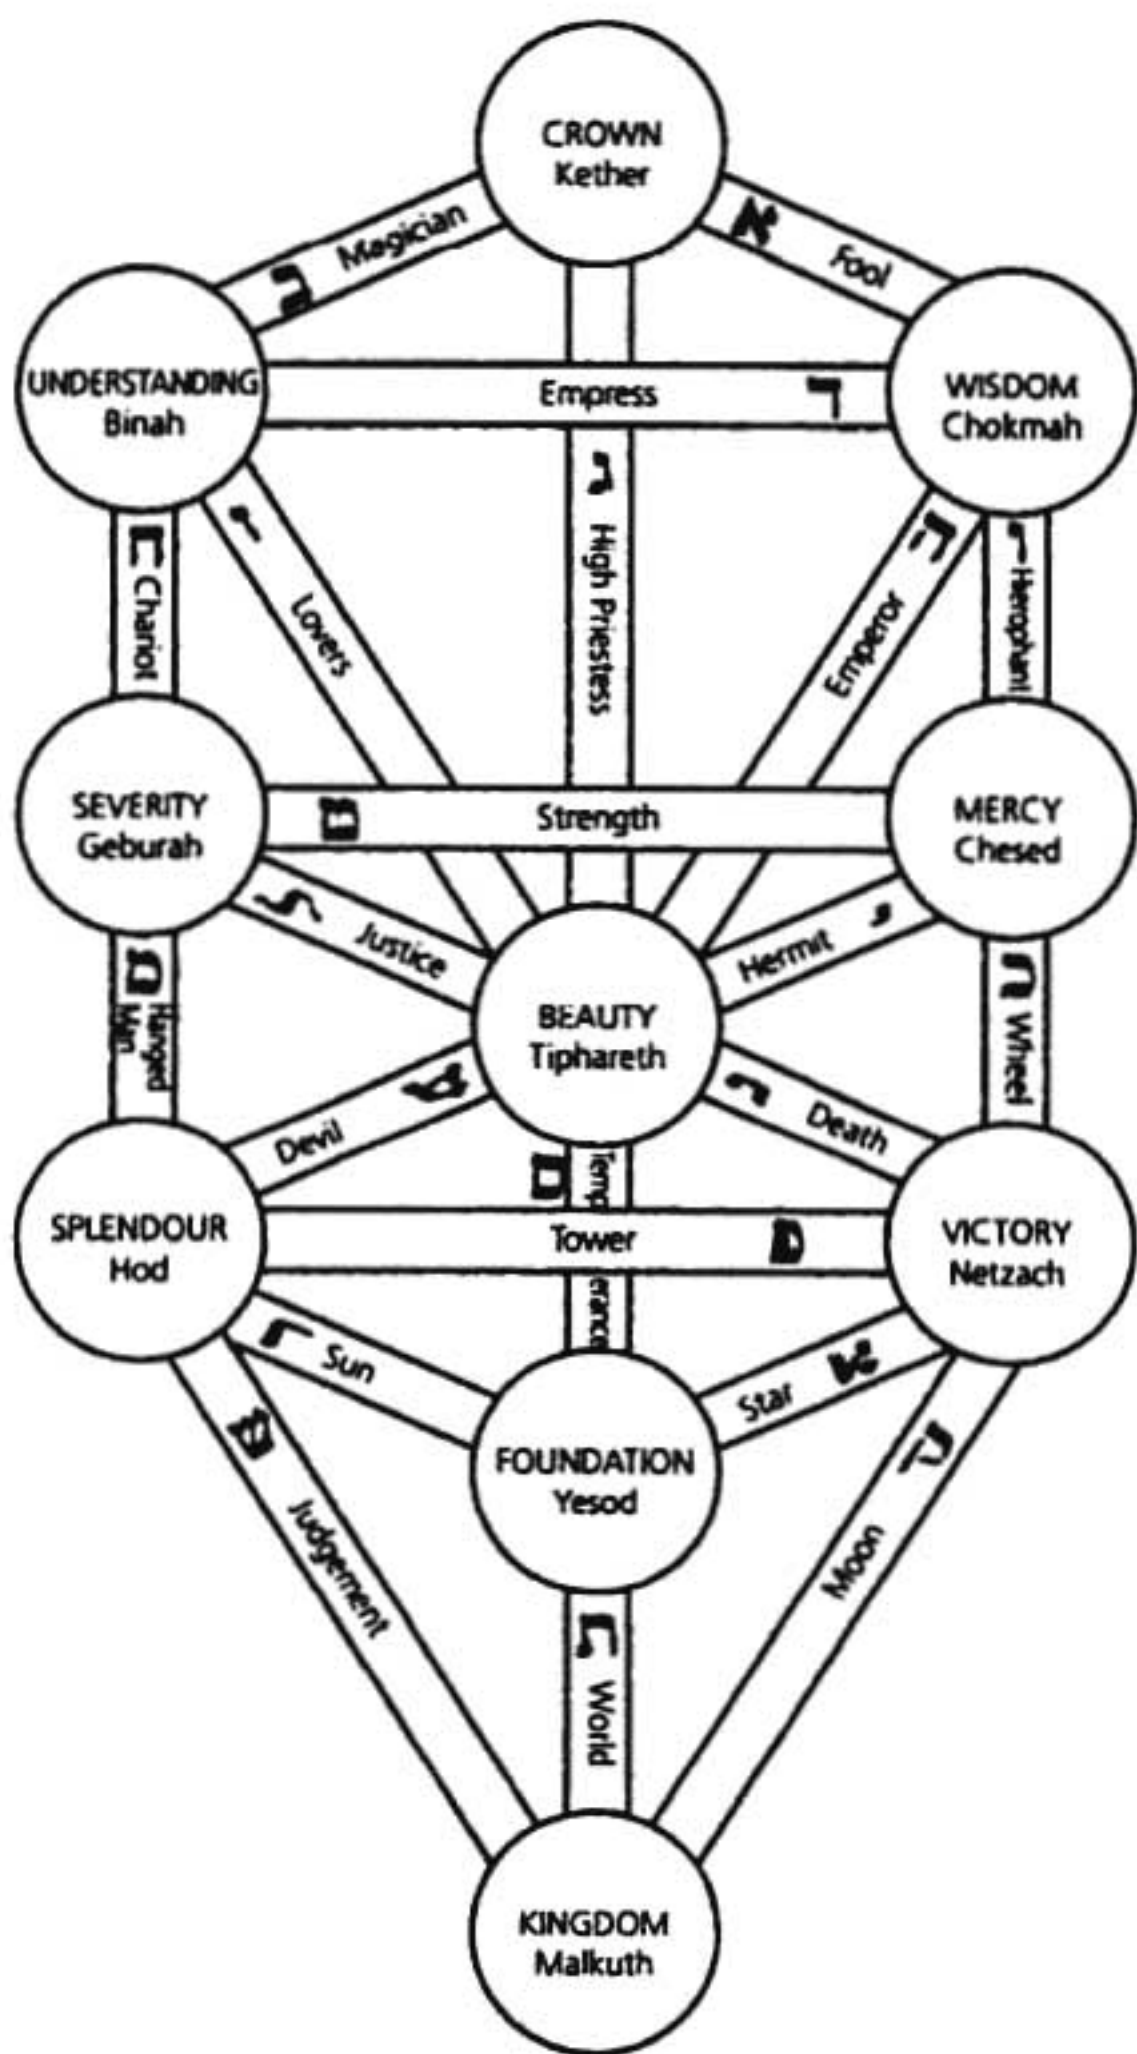 CROWN
Kether
Magician
א Fool
UNDERSTANDING
Binah
Empress
WISDOM
Chokmah
Chariot
Lovers
High Priestess
Emperor
SEVERITY
Geburah
Strength
MERCY
Chesed
Justice
Hermit
BEAUTY
Tiphareth
Hanged
Man
Wheel
Devil
Death
Temp
erance
SPLENDOUR
Hod
Tower
VICTORY
Netzach
Sun
Star
FOUNDATION
Yesod
Judgement
Moon
World
KINGDOM
Malkuth